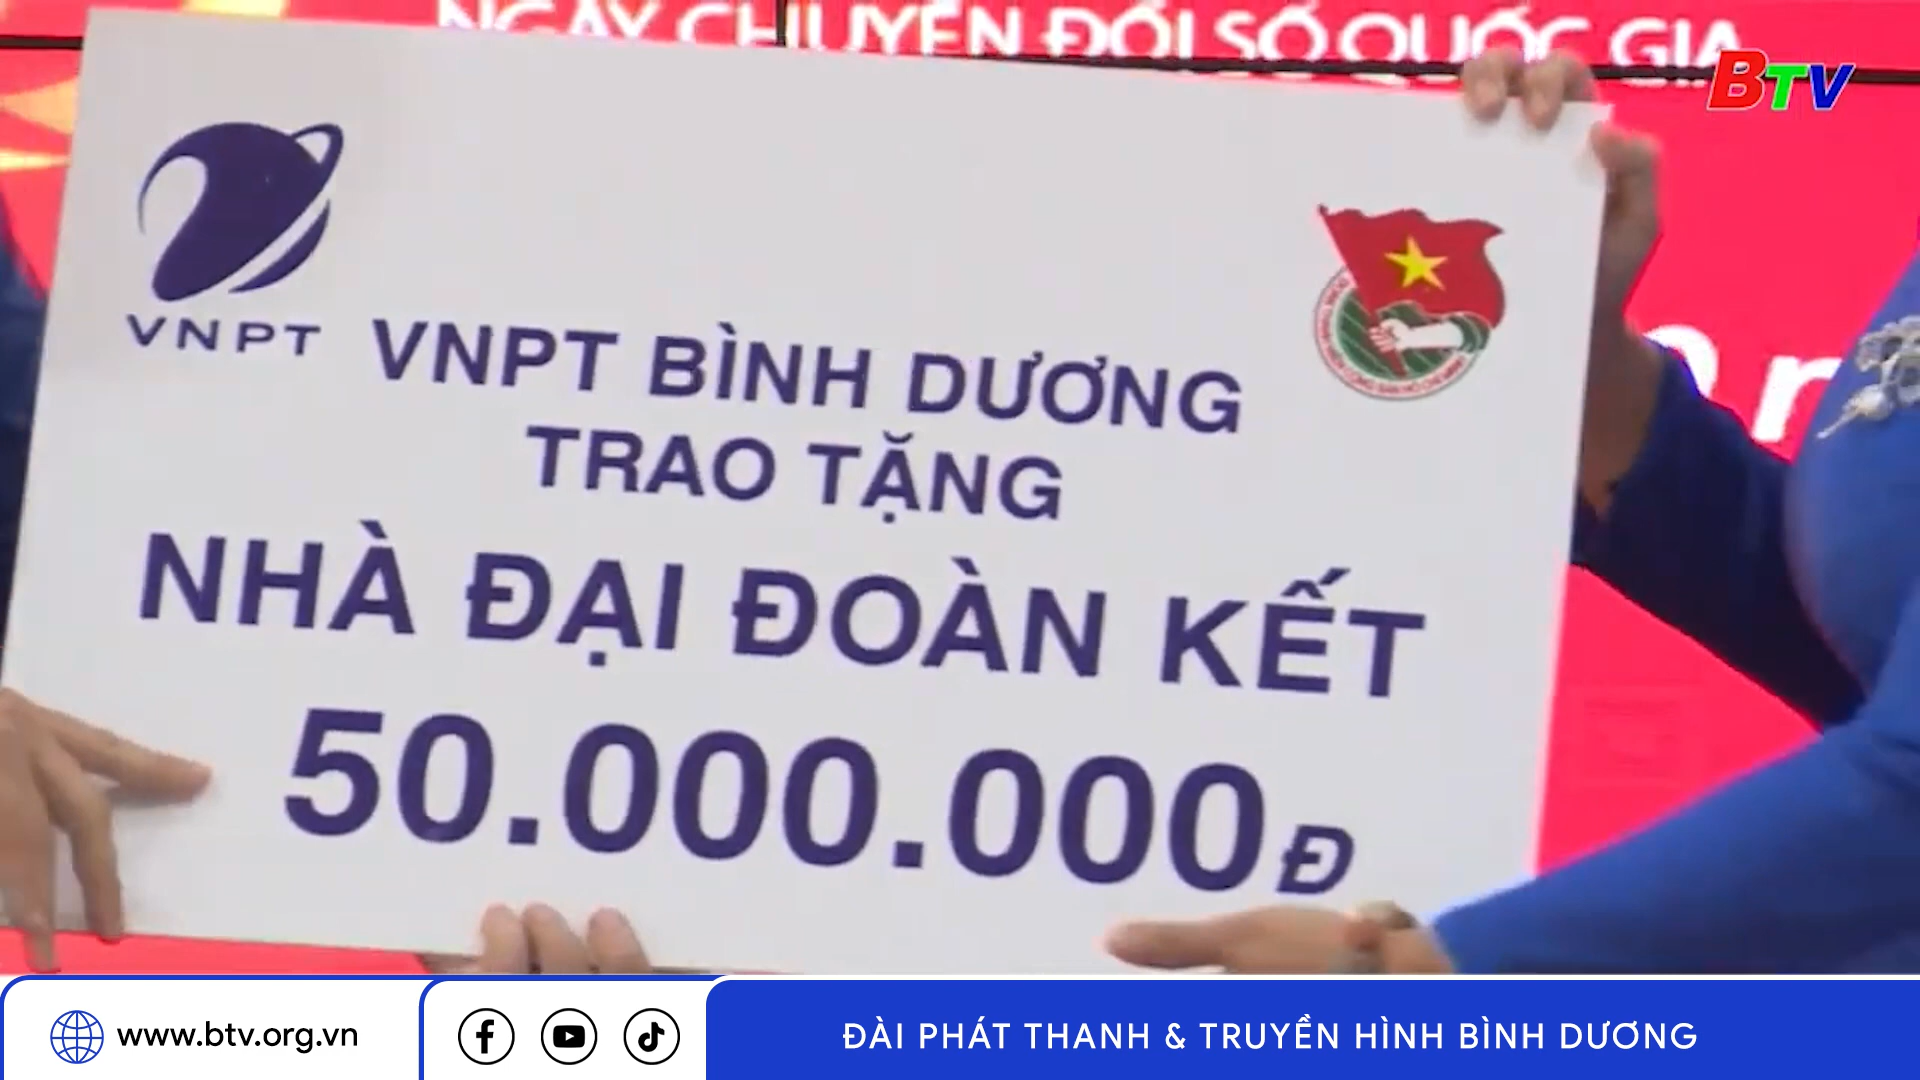 NGÀY CHUYỂN ĐỔI SỐ QUỐC GIA
BTV
VNPT
VNPT BÌNH DƯƠNG
TRAO TẶNG
NHÀ ĐẠI ĐOÀN KẾT
50.000.000Đ
www.btv.org.vn
ĐÀI PHÁT THANH & TRUYỀN HÌNH BÌNH DƯƠNG